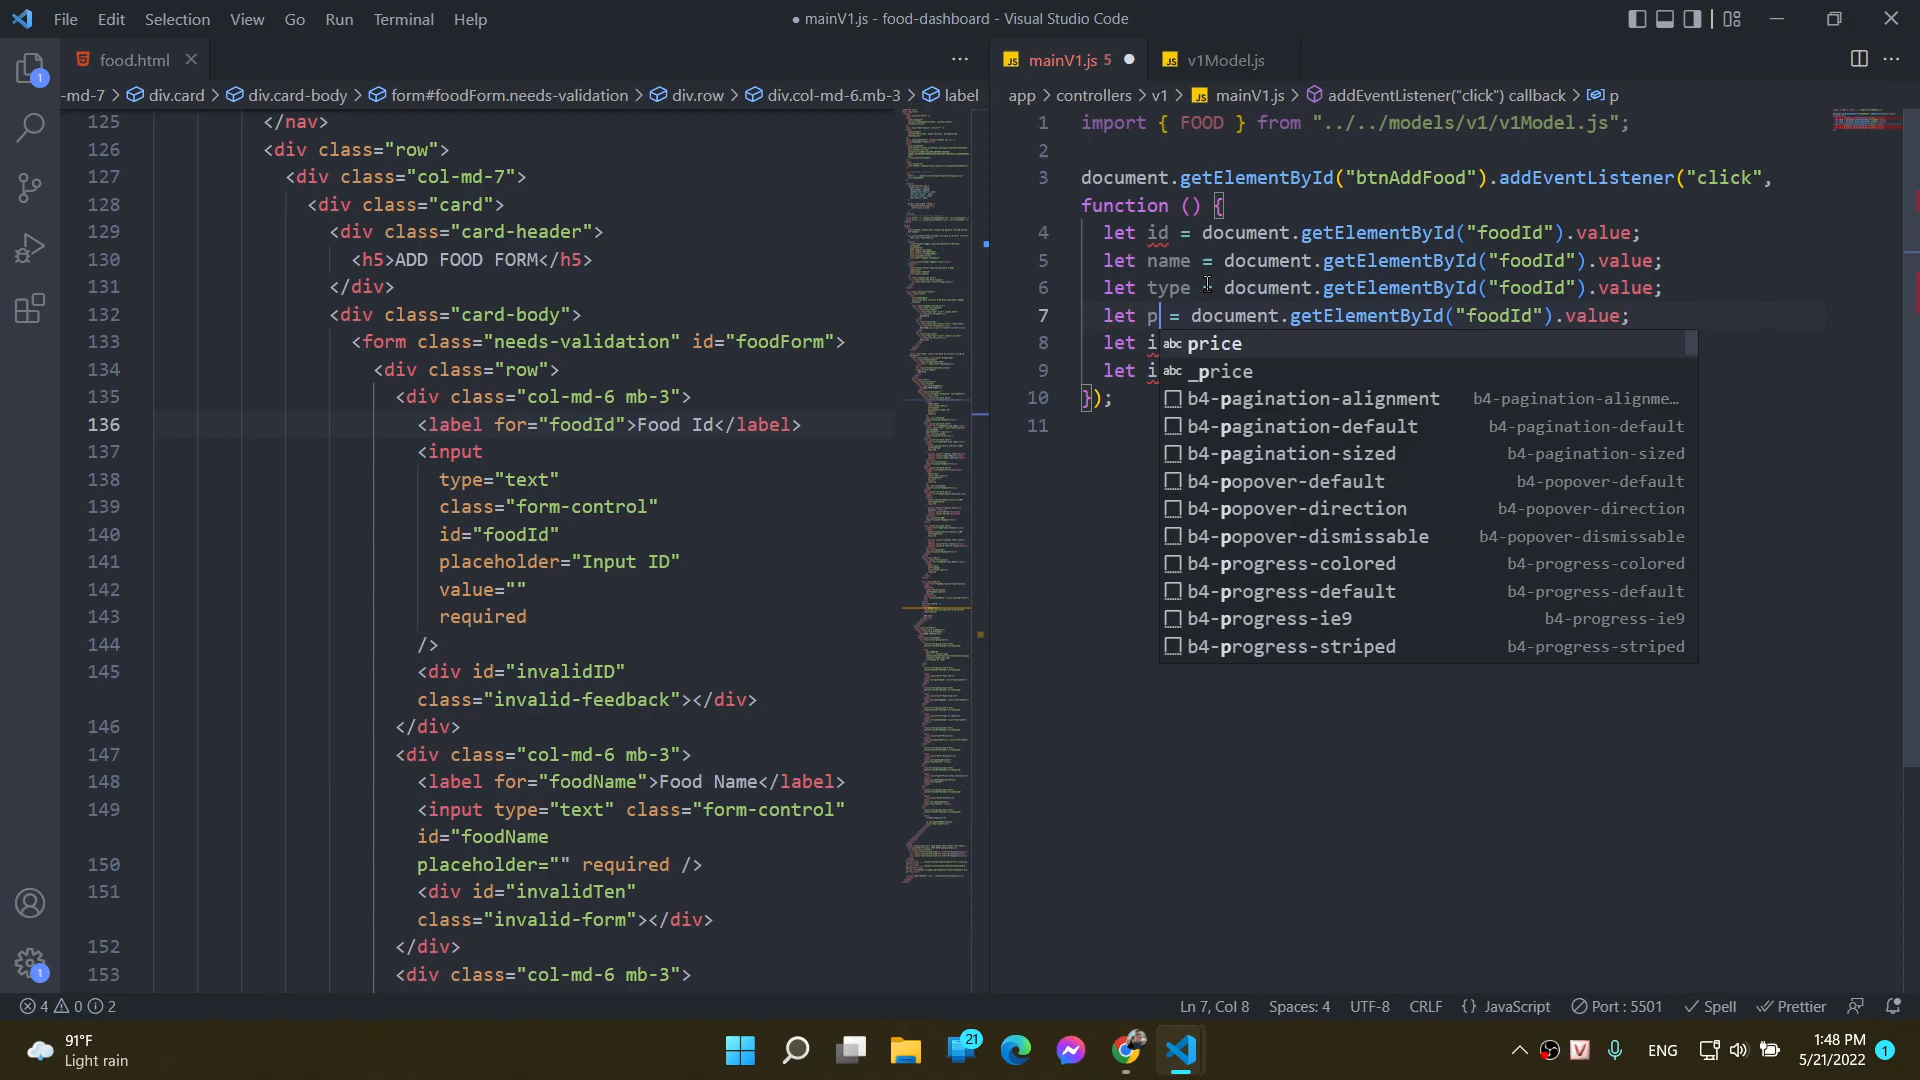 File Edit Selection View Go Run Terminal Help
mainV1.js - food-dashboard - Visual Studio Code
food.html
-md-7 > div.card > div.card-body > form#foodForm.needs-validation > div.row > div.col-md-6.mb-3 > label
125 </nav>
126 <div class="row">
127 <div class="col-md-7">
128 <div class="card">
129 <div class="card-header">
130 <h5>ADD FOOD FORM</h5>
131 </div>
132 <div class="card-body">
133 <form class="needs-validation" id="foodForm">
134 <div class="row">
135 <div class="col-md-6 mb-3">
136 <label for="foodId">Food Id</label>
137 <input
138 type="text"
139 class="form-control"
140 id="foodId"
141 placeholder="Input ID"
142 value=""
143 required
144 />
145 <div id="invalidID"
class="invalid-feedback"></div>
146 </div>
147 <div class="col-md-6 mb-3">
148 <label for="foodName">Food Name</label>
149 <input type="text" class="form-control"
id="foodName
150 placeholder="" required />
151 <div id="invalidTen"
class="invalid-form"></div>
152 </div>
153 <div class="col-md-6 mb-3">
mainV1.js 5
v1Model.js
app > controllers > v1 > mainV1.js > addEventListener("click") callback > p
1 import { FOOD } from "../../models/v1/v1Model.js";
2
3 document.getElementById("btnAddFood").addEventListener("click",
function () {
4 let id = document.getElementById("foodId").value;
5 let name = document.getElementById("foodId").value;
6 let type = document.getElementById("foodId").value;
7 let p = document.getElementById("foodId").value;
8 let i
9 let i
10 });
11
abc price
abc _price
b4-pagination-alignment b4-pagination-alignme…
b4-pagination-default b4-pagination-default
b4-pagination-sized b4-pagination-sized
b4-popover-default b4-popover-default
b4-popover-direction b4-popover-direction
b4-popover-dismissable b4-popover-dismissable
b4-progress-colored b4-progress-colored
b4-progress-default b4-progress-default
b4-progress-ie9 b4-progress-ie9
b4-progress-striped b4-progress-striped
4 0 2
Ln 7, Col 8 Spaces: 4 UTF-8 CRLF {} JavaScript Port : 5501 Spell Prettier
91°F
Light rain
21
ENG
1:48 PM
5/21/2022
1